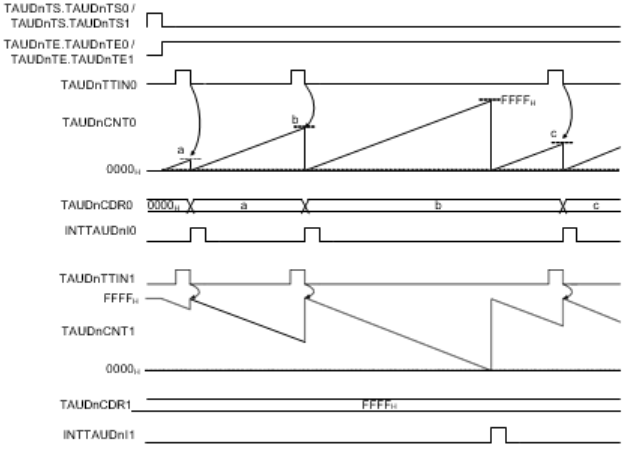 TAUDnTS.TAUDnTS0 /
TAUDnTS.TAUDnTS1
TAUDnTE.TAUDnTE0 /
TAUDnTE.TAUDnTE1
TAUDnTTIN0
FFFFH
b
TAUDnCNT0
c
a
0000H
TAUDnCDR0 0000H a b c
INTTAUDnI0
TAUDnTTIN1
FFFFH
TAUDnCNT1
0000H
TAUDnCDR1 FFFFH
INTTAUDnI1